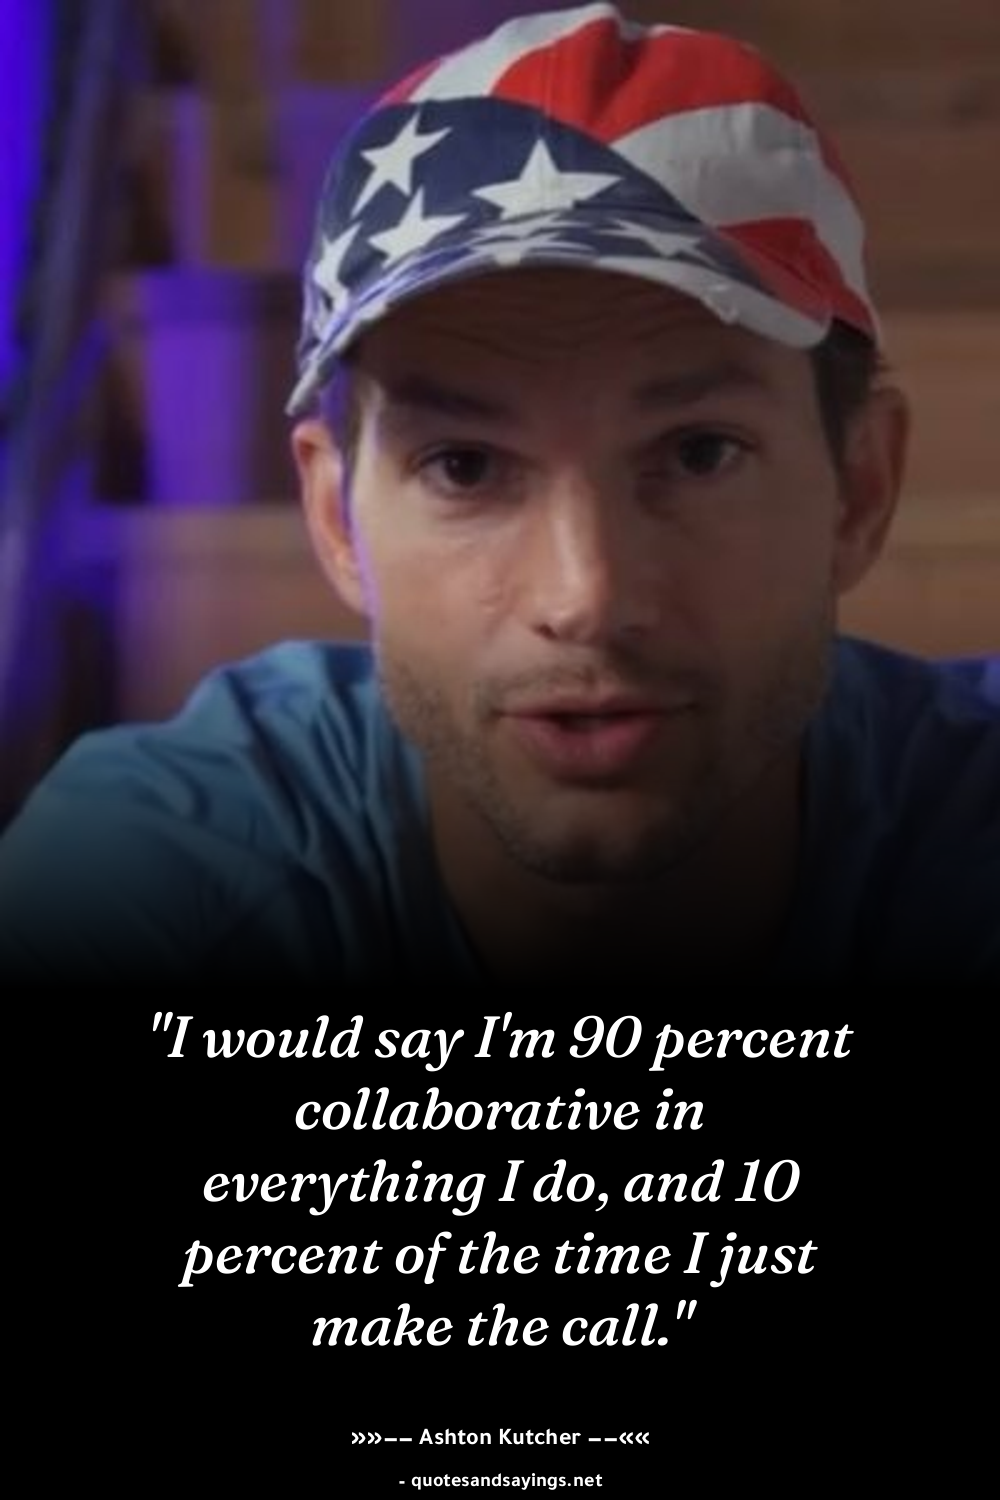 "I would say I'm 90 percent
collaborative in
everything I do, and 10
percent of the time I just
make the call."
»»–– Ashton Kutcher ––««
- quotesandsayings.net